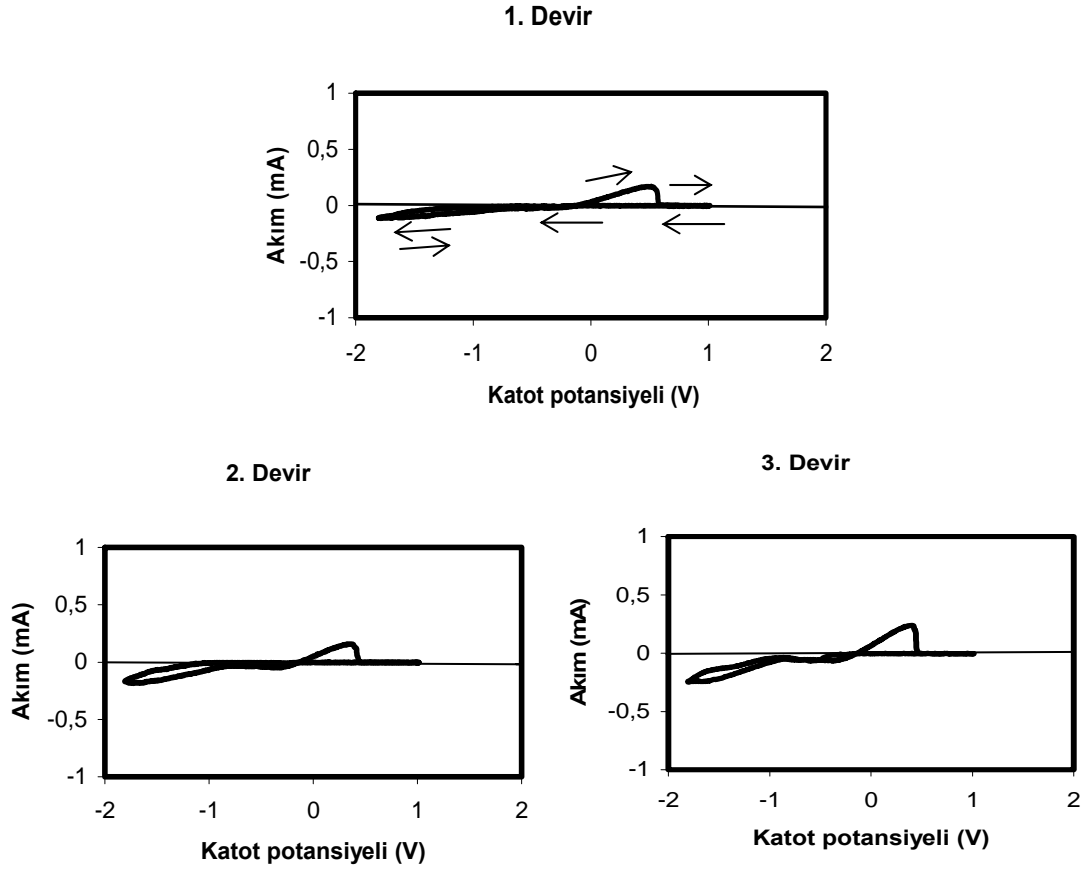 1. Devir
1
0,5
0
-0,5
-1
Akım (mA)
-2 -1 0 1 2
Katot potansiyeli (V)
2. Devir
1
0,5
0
-0,5
-1
Akım (mA)
-2 -1 0 1 2
Katot potansiyeli (V)
3. Devir
1
0,5
0
-0,5
-1
Akım (mA)
-2 -1 0 1 2
Katot potansiyeli (V)